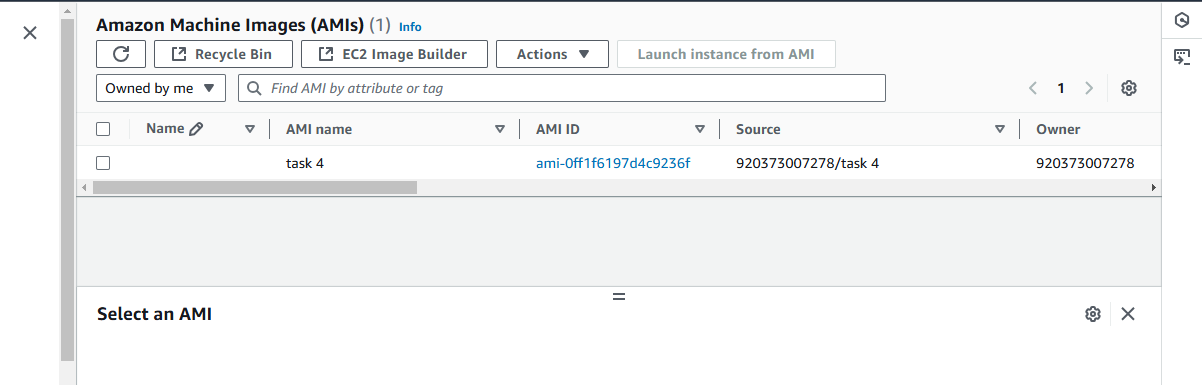 Amazon Machine Images (AMIs) (1) Info
Recycle Bin EC2 Image Builder Actions Launch instance from AMI
Owned by me Find AMI by attribute or tag 1
Name AMI name AMI ID Source Owner
task 4 ami-0ff1f6197d4c9236f 920373007278/task 4 920373007278
Select an AMI